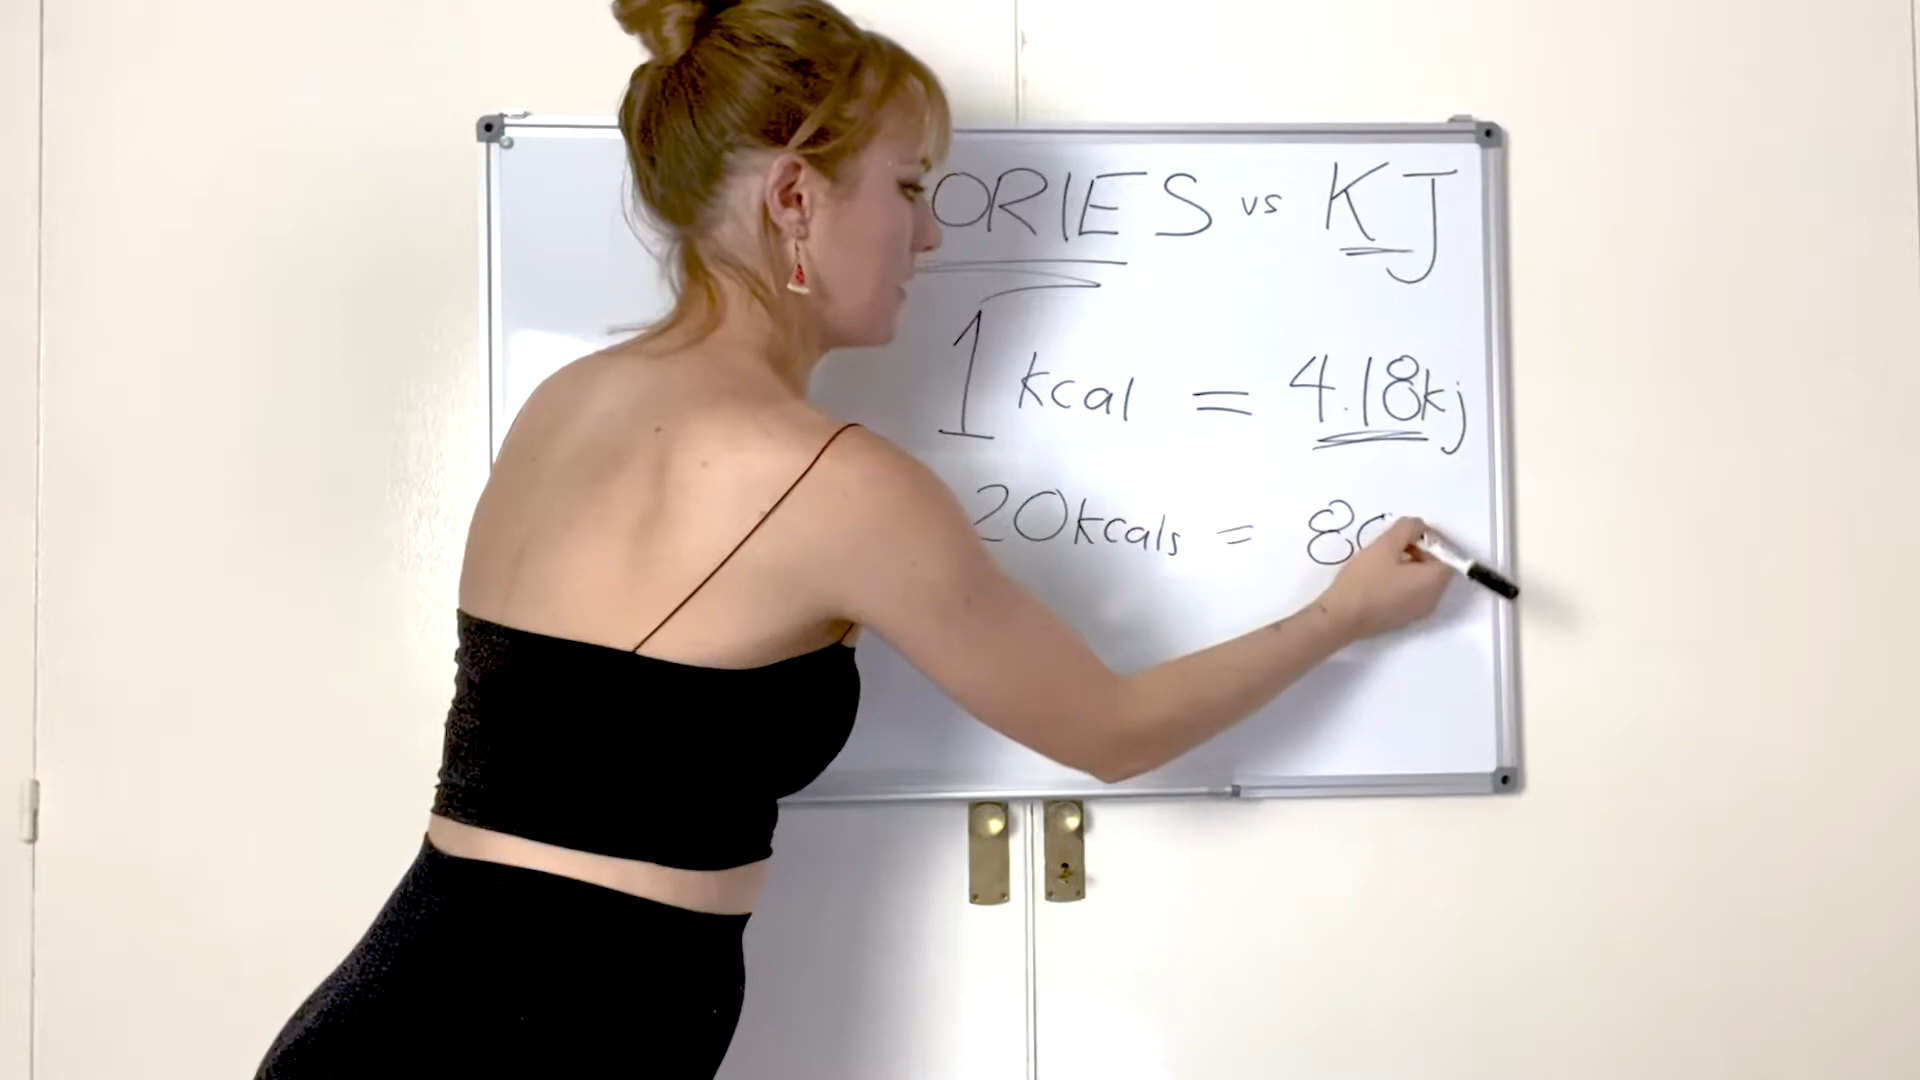 ORIES vs KJ
1 kcal = 4.18kj
20kcals = 8